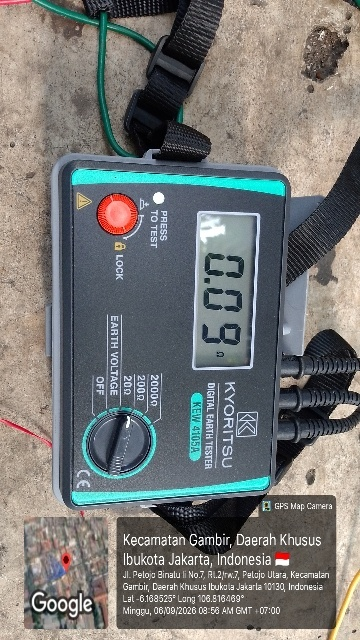 0.09 Ω
KYORITSU
DIGITAL EARTH TESTER
KEW 4105A
PRESS
TO TEST
LOCK
2000Ω
200Ω
20Ω
EARTH VOLTAGE
OFF
CE
GPS Map Camera
Kecamatan Gambir, Daerah Khusus
Ibukota Jakarta, Indonesia 🇮🇩
Jl. Petojo Binatu Ii No.7, Rt.2/rw.7, Petojo Utara, Kecamatan
Gambir, Daerah Khusus Ibukota Jakarta 10130, Indonesia
Lat -6.168525° Long 106.816469°
Minggu, 06/09/2026 08:56 AM GMT +07:00
Google